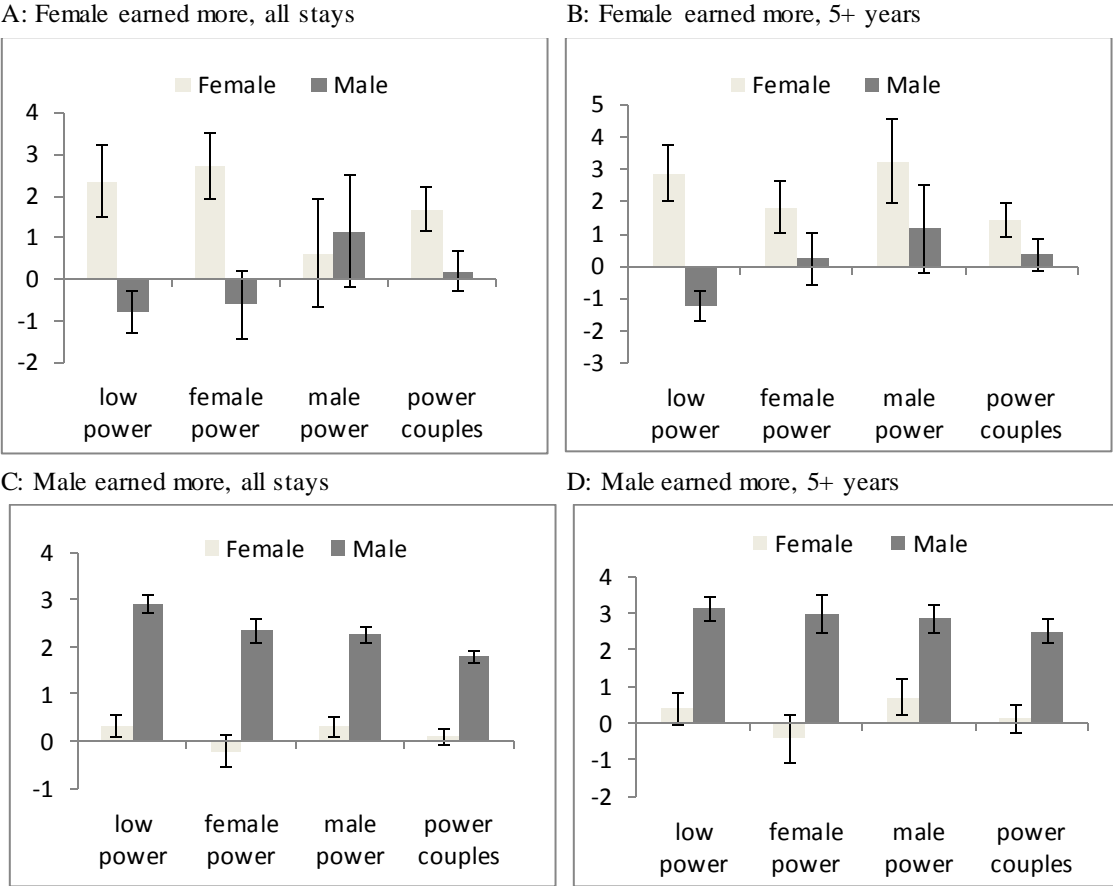 A: Female earned more, all stays
Female Male
4
3
2
1
0
-1
-2
low power
female power
male power
power couples
B: Female earned more, 5+ years
Female Male
5
4
3
2
1
0
-1
-2
-3
low power
female power
male power
power couples
C: Male earned more, all stays
Female Male
4
3
2
1
0
-1
low power
female power
male power
power couples
D: Male earned more, 5+ years
Female Male
4
3
2
1
0
-1
-2
low power
female power
male power
power couples